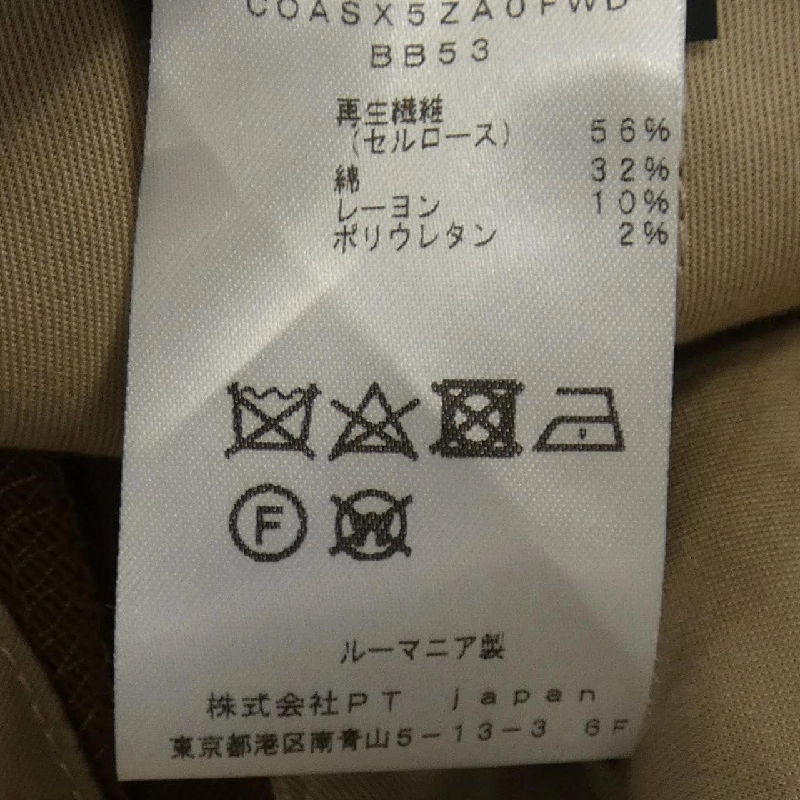 COASX5ZA0FWD
BB53
再生繊維
（セルロース） 56%
綿 32%
レーヨン 10%
ポリウレタン 2%
F
W
ルーマニア製
株式会社PT japan
東京都港区南青山5-13-3 6F